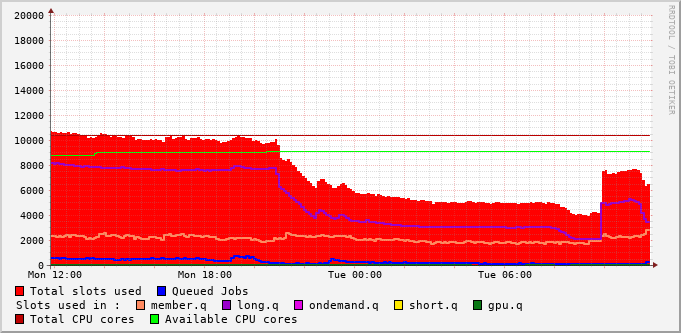 20000
18000
16000
14000
12000
10000
8000
6000
4000
2000
0
Mon 12:00 Mon 18:00 Tue 00:00 Tue 06:00
RRDTOOL / TOBI OETIKER
Total slots used Queued Jobs
Slots used in : member.q long.q ondemand.q short.q gpu.q
Total CPU cores Available CPU cores